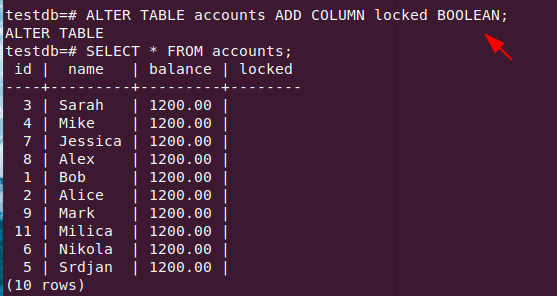 testdb=# ALTER TABLE accounts ADD COLUMN locked BOOLEAN;
ALTER TABLE
testdb=# SELECT * FROM accounts;
 id |  name   | balance | locked
----+---------+---------+--------
  3 | Sarah   | 1200.00 |
  4 | Mike    | 1200.00 |
  7 | Jessica | 1200.00 |
  8 | Alex    | 1200.00 |
  1 | Bob     | 1200.00 |
  2 | Alice   | 1200.00 |
  9 | Mark    | 1200.00 |
 11 | Milica  | 1200.00 |
  6 | Nikola  | 1200.00 |
  5 | Srdjan  | 1200.00 |
(10 rows)